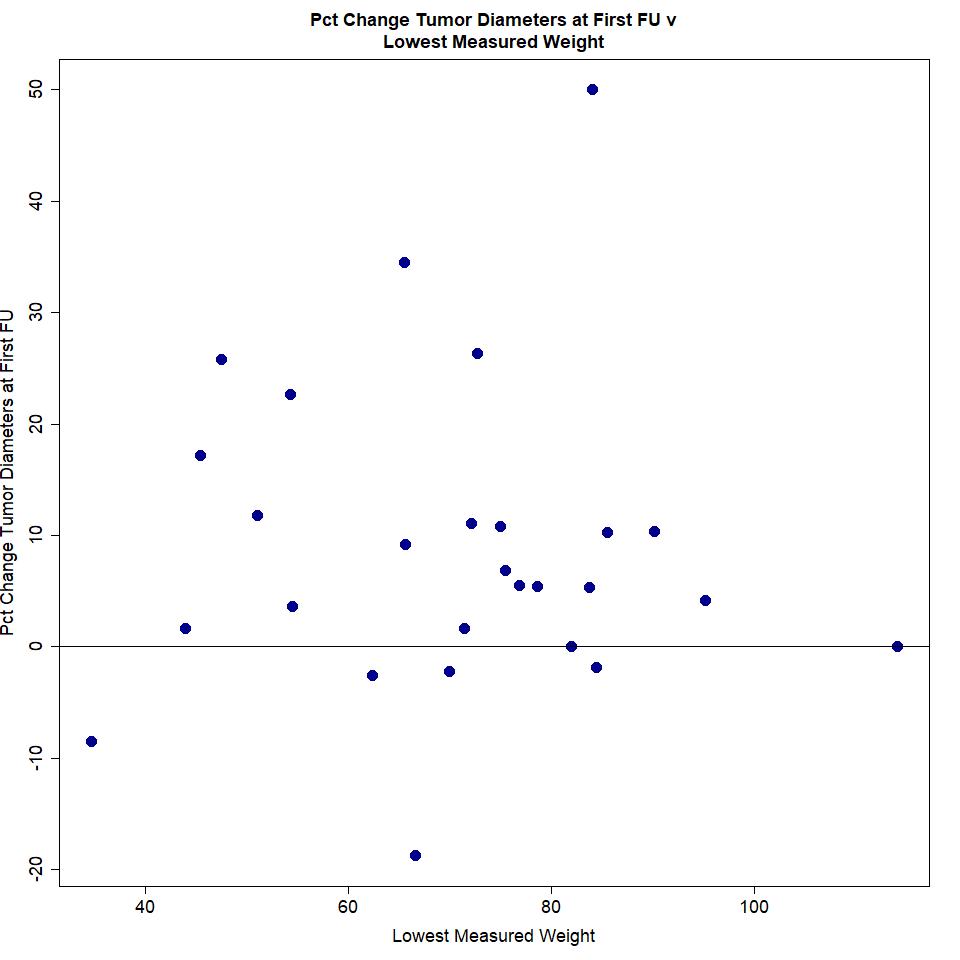 Pct Change Tumor Diameters at First FU v
Lowest Measured Weight
Pct Change Tumor Diameters at First FU
50
40
30
20
10
0
-10
-20
40 60 80 100
Lowest Measured Weight